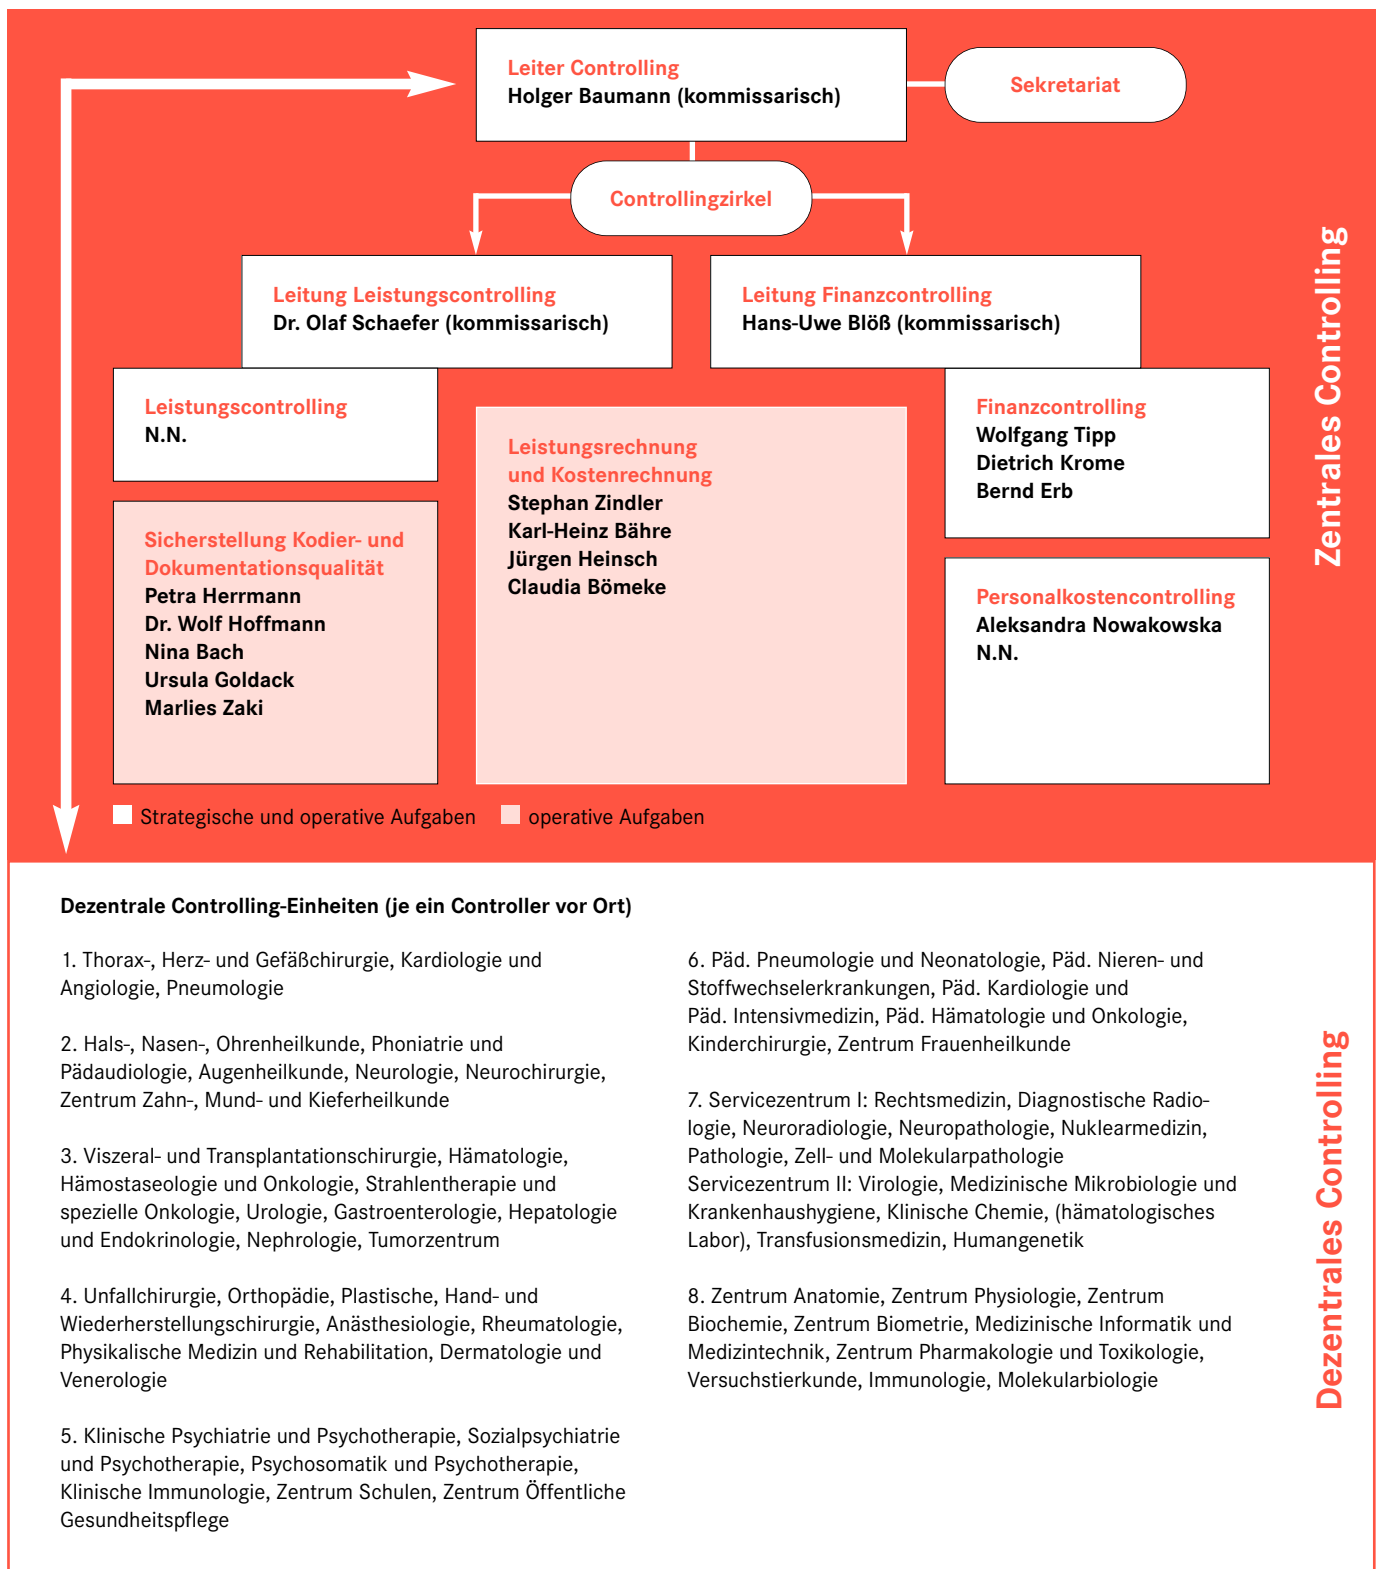 Leiter Controlling
Holger Baumann (kommissarisch)
Sekretariat
Controllingzirkel
Leitung Leistungscontrolling
Dr. Olaf Schaefer (kommissarisch)
Leitung Finanzcontrolling
Hans-Uwe Blöß (kommissarisch)
Leistungscontrolling
N.N.
Sicherstellung Kodier- und
Dokumentationsqualität
Petra Herrmann
Dr. Wolf Hoffmann
Nina Bach
Ursula Goldack
Marlies Zaki
Leistungsrechnung
und Kostenrechnung
Stephan Zindler
Karl-Heinz Bähre
Jürgen Heinsch
Claudia Bömeke
Finanzcontrolling
Wolfgang Tipp
Dietrich Krome
Bernd Erb
Personalkostencontrolling
Aleksandra Nowakowska
N.N.
Zentrales Controlling
Strategische und operative Aufgaben
operative Aufgaben
Dezentrale Controlling-Einheiten (je ein Controller vor Ort)
1. Thorax-, Herz- und Gefäßchirurgie, Kardiologie und
Angiologie, Pneumologie
2. Hals-, Nasen-, Ohrenheilkunde, Phoniatrie und
Pädaudiologie, Augenheilkunde, Neurologie, Neurochirurgie,
Zentrum Zahn-, Mund- und Kieferheilkunde
3. Viszeral- und Transplantationschirurgie, Hämatologie,
Hämostaseologie und Onkologie, Strahlentherapie und
spezielle Onkologie, Urologie, Gastroenterologie, Hepatologie
und Endokrinologie, Nephrologie, Tumorzentrum
4. Unfallchirurgie, Orthopädie, Plastische, Hand- und
Wiederherstellungschirurgie, Anästhesiologie, Rheumatologie,
Physikalische Medizin und Rehabilitation, Dermatologie und
Venerologie
5. Klinische Psychiatrie und Psychotherapie, Sozialpsychiatrie
und Psychotherapie, Psychosomatik und Psychotherapie,
Klinische Immunologie, Zentrum Schulen, Zentrum Öffentliche
Gesundheitspflege
6. Päd. Pneumologie und Neonatologie, Päd. Nieren- und
Stoffwechselerkrankungen, Päd. Kardiologie und
Päd. Intensivmedizin, Päd. Hämatologie und Onkologie,
Kinderchirurgie, Zentrum Frauenheilkunde
7. Servicezentrum I: Rechtsmedizin, Diagnostische Radio-
logie, Neuroradiologie, Neuropathologie, Nuklearmedizin,
Pathologie, Zell- und Molekularpathologie
Servicezentrum II: Virologie, Medizinische Mikrobiologie und
Krankenhaushygiene, Klinische Chemie, (hämatologisches
Labor), Transfusionsmedizin, Humangenetik
8. Zentrum Anatomie, Zentrum Physiologie, Zentrum
Biochemie, Zentrum Biometrie, Medizinische Informatik und
Medizintechnik, Zentrum Pharmakologie und Toxikologie,
Versuchstierkunde, Immunologie, Molekularbiologie
Dezentrales Controlling